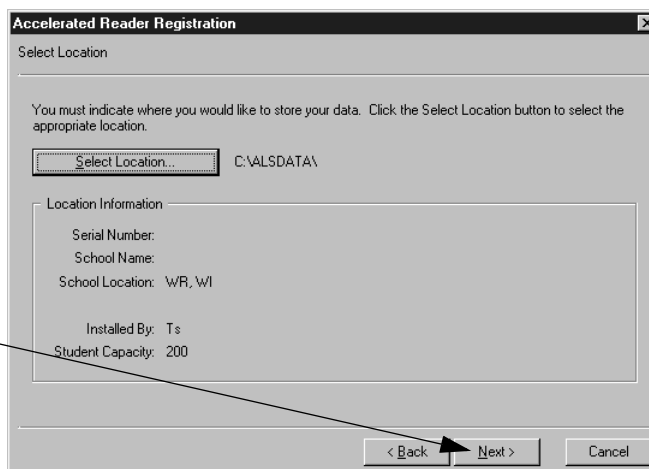 Accelerated Reader Registration
Select Location
You must indicate where you would like to store your data. Click the Select Location button to select the
appropriate location.
Select Location... C:\ALSDATA\
Location Information
Serial Number:
School Name:
School Location: WR, WI
Installed By: Ts
Student Capacity: 200
< Back Next > Cancel